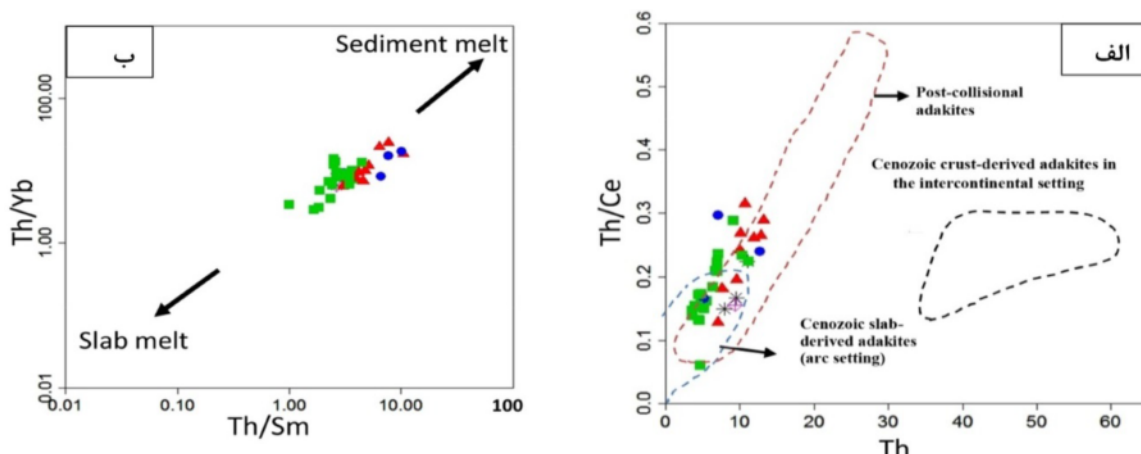 ب
Sediment melt
100.00
Th/Yb
1.00
Slab melt
0.01
0.01
0.10
1.00
10.00
100
Th/Sm
الف
0.6
0.5
Post-collisional
adakites
0.4
Cenozoic crust-derived adakites in
the intercontinental setting
Th/Ce
0.3
0.2
Cenozoic slab-
derived adakites
(arc setting)
0.1
0.0
0
10
20
30
40
50
60
Th